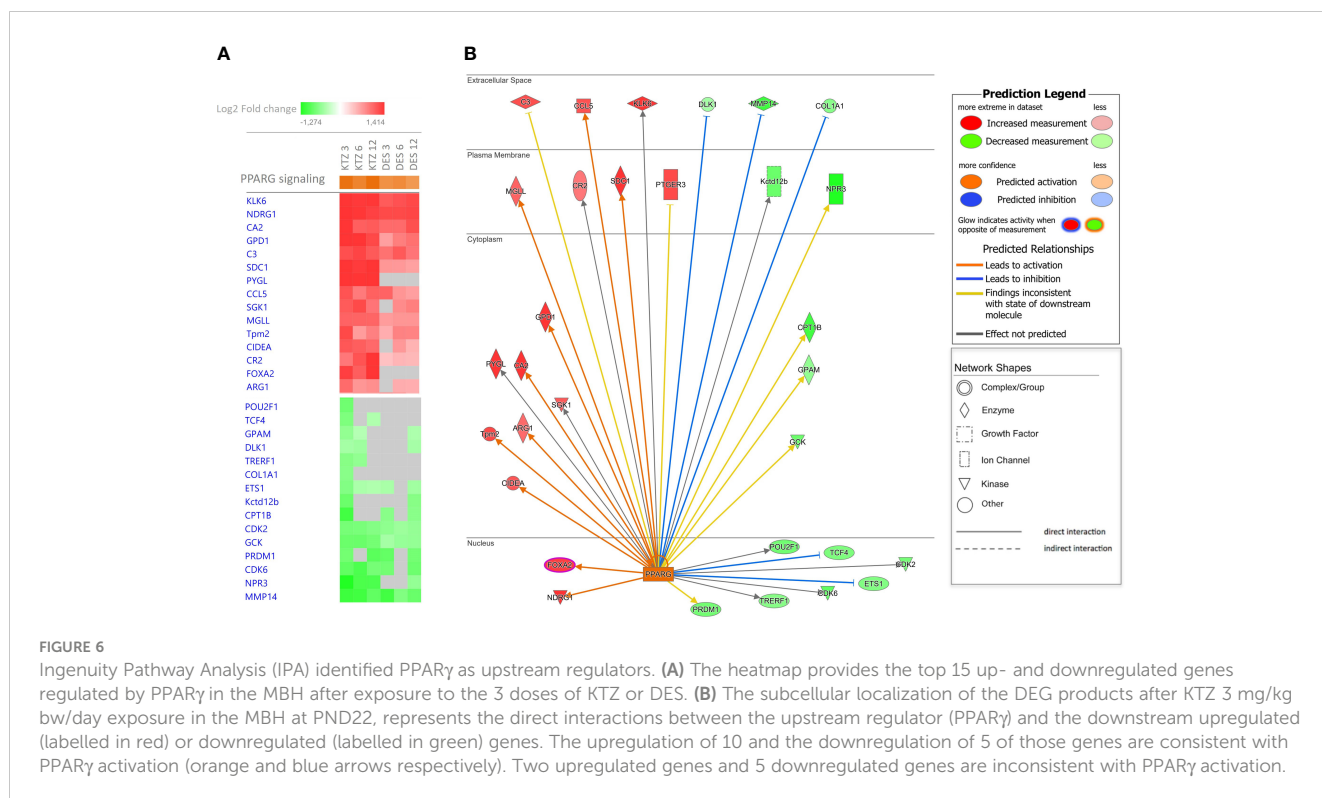 A
B
Log2 Fold change
-1,274
1,414
KTZ 3
KTZ 6
KTZ 12
DES 3
DES 6
DES 12
PPARG signaling
KLK6
NDRG1
CA2
GPD1
C3
SDC1
PYGL
CCL5
SGK1
MGLL
Tpm2
CIDEA
CR2
FOXA2
ARG1
POU2F1
TCF4
GPAM
DLK1
TRERF1
COL1A1
ETS1
Kctd12b
CPT1B
CDK2
GCK
PRDM1
CDK6
NPR3
MMP14
Extracellular Space
C3
CCL5
KLK6
DLK1
MMP14
COL1A1
Plasma Membrane
MGLL
CR2
SDC1
PTGER3
Kctd12b
NPR3
Cytoplasm
GPD1
CPT1B
PYGL
CA2
GPAM
SGK1
Tpm2
ARG1
GCK
CIDEA
Nucleus
POU2F1
TCF4
FOXA2
PPARG
CDK2
ETS1
NDRG1
CDK6
TRERF1
PRDM1
Prediction Legend
more extreme in dataset
less
Increased measurement
Decreased measurement
more confidence
less
Predicted activation
Predicted inhibition
Glow indicates activity when
opposite of measurement
Predicted Relationships
Leads to activation
Leads to inhibition
Findings inconsistent
with state of downstream
molecule
Effect not predicted
Network Shapes
Complex/Group
Enzyme
Growth Factor
Ion Channel
Kinase
Other
direct interaction
indirect interaction
FIGURE 6
Ingenuity Pathway Analysis (IPA) identified PPARγ as upstream regulators. (A) The heatmap provides the top 15 up- and downregulated genes
regulated by PPARγ in the MBH after exposure to the 3 doses of KTZ or DES. (B) The subcellular localization of the DEG products after KTZ 3 mg/kg
bw/day exposure in the MBH at PND22, represents the direct interactions between the upstream regulator (PPARγ) and the downstream upregulated
(labelled in red) or downregulated (labelled in green) genes. The upregulation of 10 and the downregulation of 5 of those genes are consistent with
PPARγ activation (orange and blue arrows respectively). Two upregulated genes and 5 downregulated genes are inconsistent with PPARγ activation.